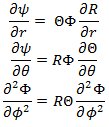 ∂ψ/∂r = ΘΦ ∂R/∂r
∂ψ/∂θ = RΦ ∂Θ/∂θ
∂²Φ/∂ϕ² = RΘ ∂²Φ/∂ϕ²